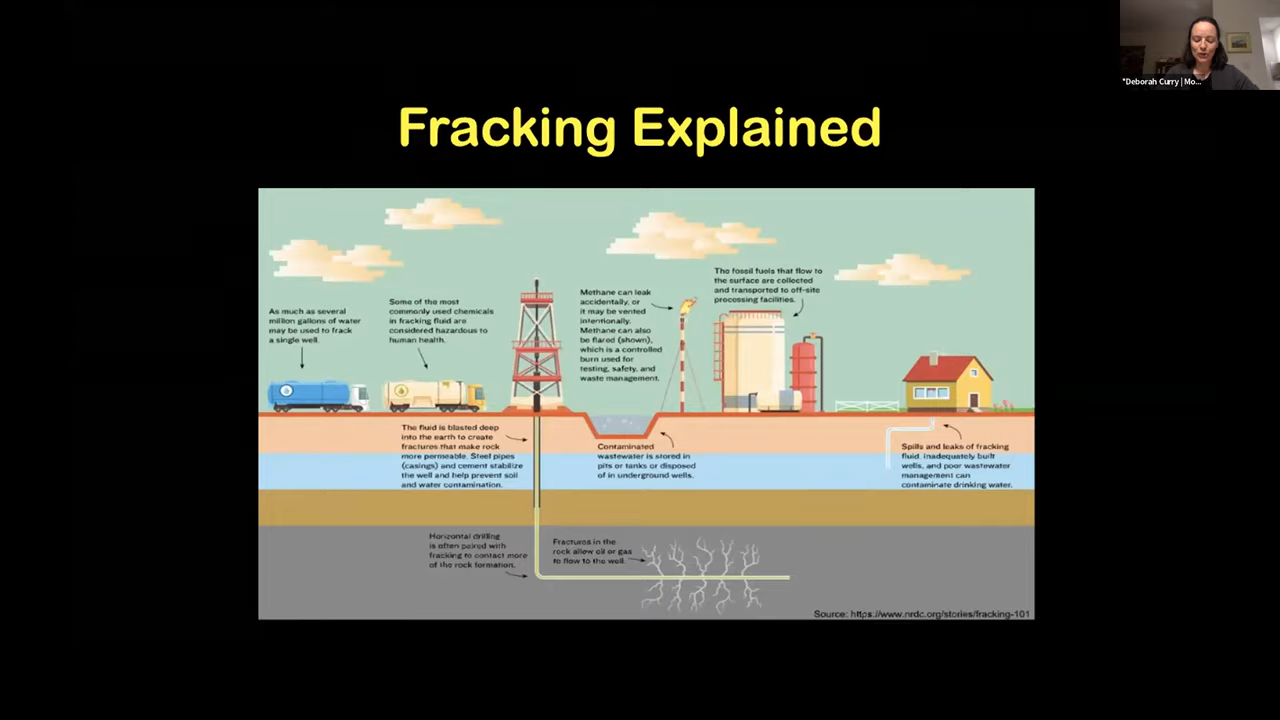 *Deborah Curry | Mo...
Fracking Explained
As much as several
million gallons of water
may be used to frack
a single well.
Some of the most
commonly used chemicals
in fracking fluid are
considered hazardous to
human health.
Methane can leak
accidentally, or
it may be vented
intentionally.
Methane can also
be flared (shown),
which is a controlled
burn used for
testing, safety, and
waste management.
The fossil fuels that flow to
the surface are collected
and transported to off-site
processing facilities.
The fluid is blasted deep
into the earth to create
fractures that make rock
more permeable. Steel pipes
(casings) and cement stabilize
the well and help prevent soil
and water contamination.
Contaminated
wastewater is stored in
pits or tanks or disposed
of in underground wells.
Spills and leaks of fracking
fluid, inadequately built
wells, and poor wastewater
management can
contaminate drinking water.
Horizontal drilling
is often paired with
fracking to contact more
of the rock formation.
Fractures in the
rock allow oil or gas
to flow to the well.
Source: https://www.nrdc.org/stories/fracking-101